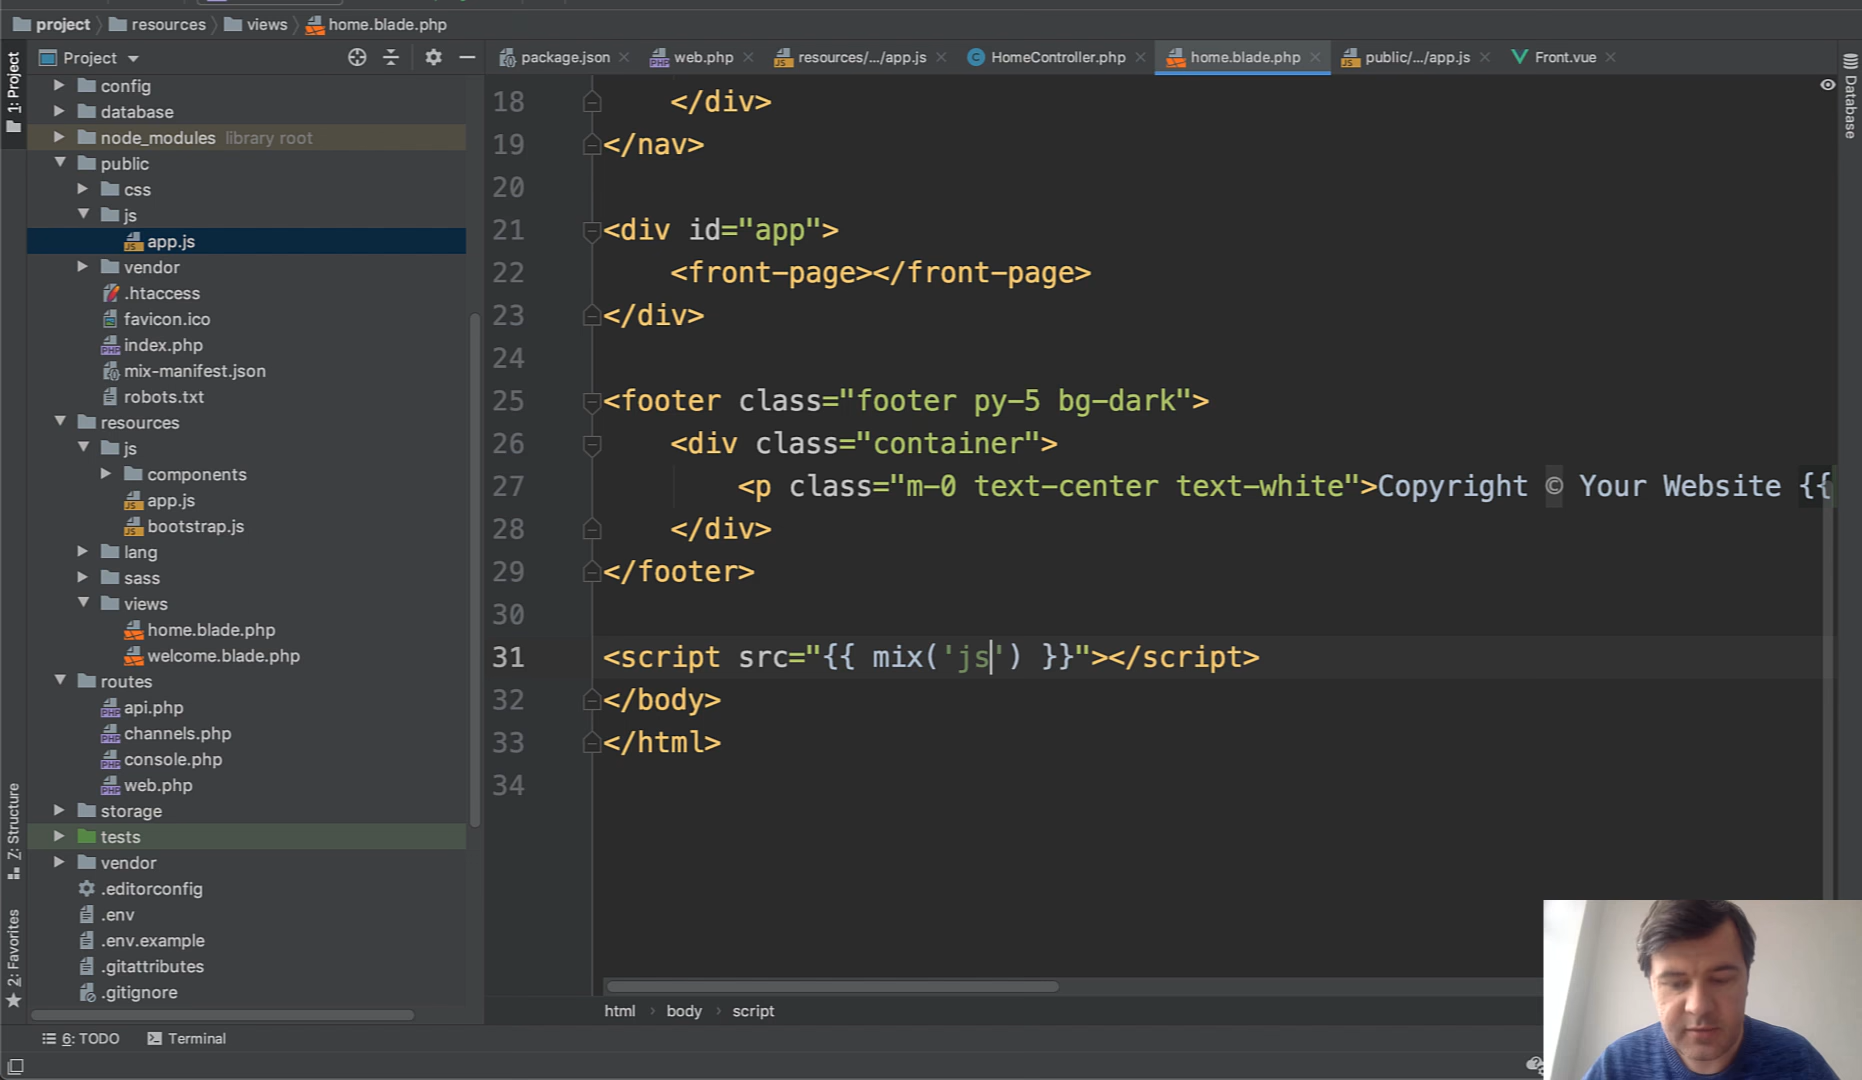 project resources views home.blade.php
1: Project
Project
package.json
web.php
resources/.../app.js
HomeController.php
home.blade.php
public/.../app.js
Front.vue
Database
config
database
node_modules library root
public
css
js
app.js
vendor
.htaccess
favicon.ico
index.php
mix-manifest.json
robots.txt
resources
js
components
app.js
bootstrap.js
lang
sass
views
home.blade.php
welcome.blade.php
routes
api.php
channels.php
console.php
web.php
storage
tests
vendor
.editorconfig
.env
.env.example
.gitattributes
.gitignore
Z: Structure
2: Favorites
18 </div>
19 </nav>
20
21 <div id="app">
22 <front-page></front-page>
23 </div>
24
25 <footer class="footer py-5 bg-dark">
26 <div class="container">
27 <p class="m-0 text-center text-white">Copyright © Your Website {{
28 </div>
29 </footer>
30
31 <script src="{{ mix('js') }}"></script>
32 </body>
33 </html>
34
html body script
6: TODO
Terminal